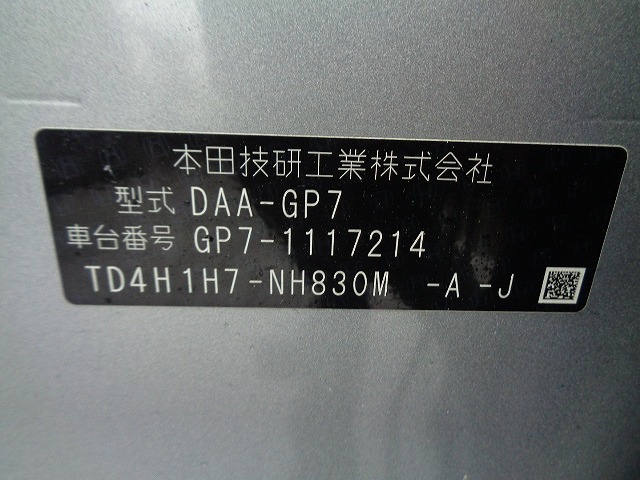 本田技研工業株式会社
型式 DAA-GP7
車台番号 GP7-1117214
TD4H1H7-NH830M -A -J